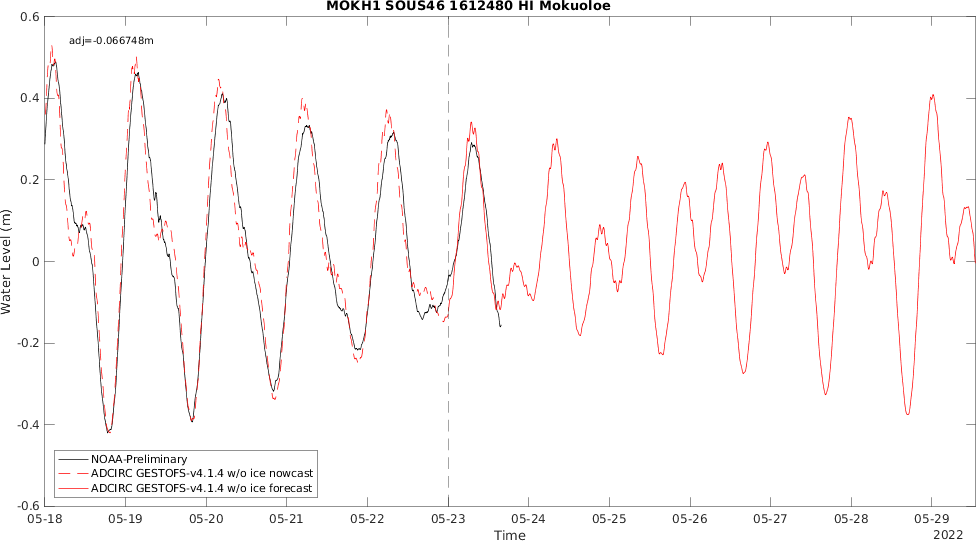 MOKH1 SOUS46 1612480 HI Mokuoloe
adj=-0.066748m
0.6
0.4
0.2
0
-0.2
-0.4
-0.6
Water Level (m)
NOAA-Preliminary
ADCIRC GESTOFS-v4.1.4 w/o ice nowcast
ADCIRC GESTOFS-v4.1.4 w/o ice forecast
05-18 05-19 05-20 05-21 05-22 05-23 05-24 05-25 05-26 05-27 05-28 05-29
Time
2022